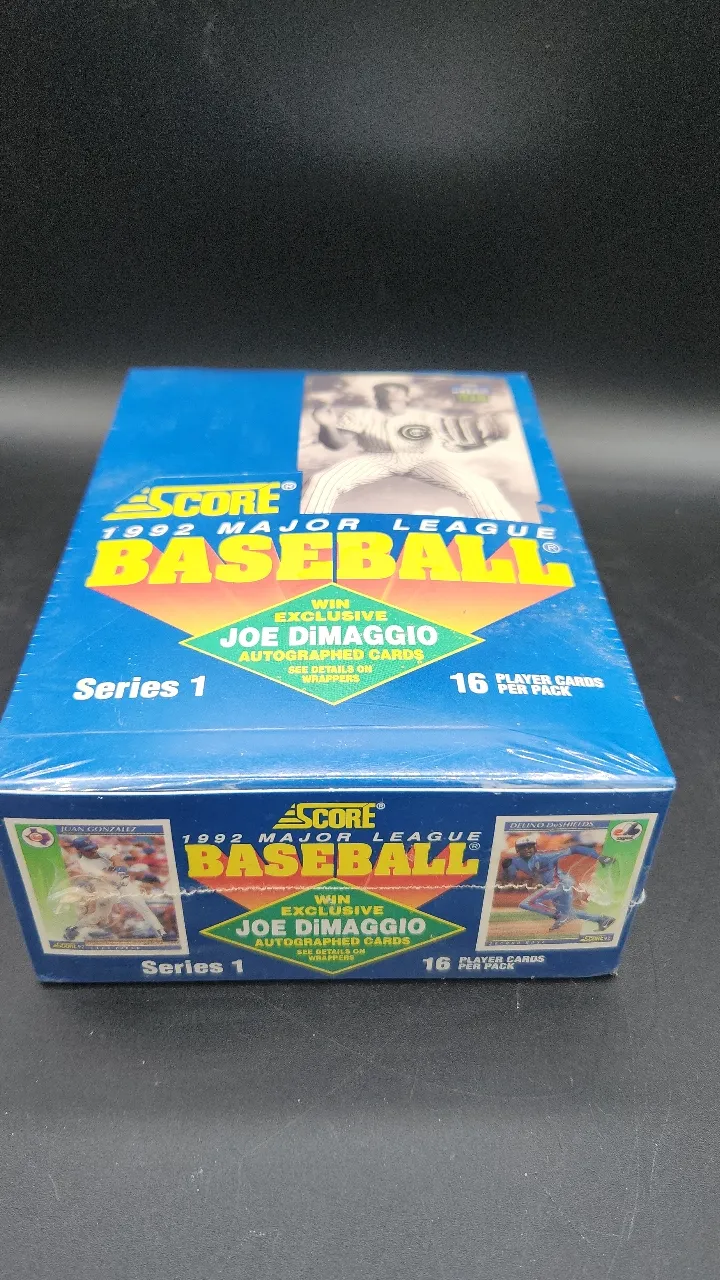 SCORE®
1992 MAJOR LEAGUE
BASEBALL®
WIN
EXCLUSIVE
JOE DiMAGGIO
AUTOGRAPHED CARDS
SEE DETAILS ON
WRAPPERS
Series 1
16 PLAYER CARDS
PER PACK
SCORE®
1992 MAJOR LEAGUE
BASEBALL®
JUAN GONZALEZ
DELINO DeSHIELDS
WIN
EXCLUSIVE
JOE DiMAGGIO
AUTOGRAPHED CARDS
SEE DETAILS ON
WRAPPERS
Series 1
16 PLAYER CARDS
PER PACK